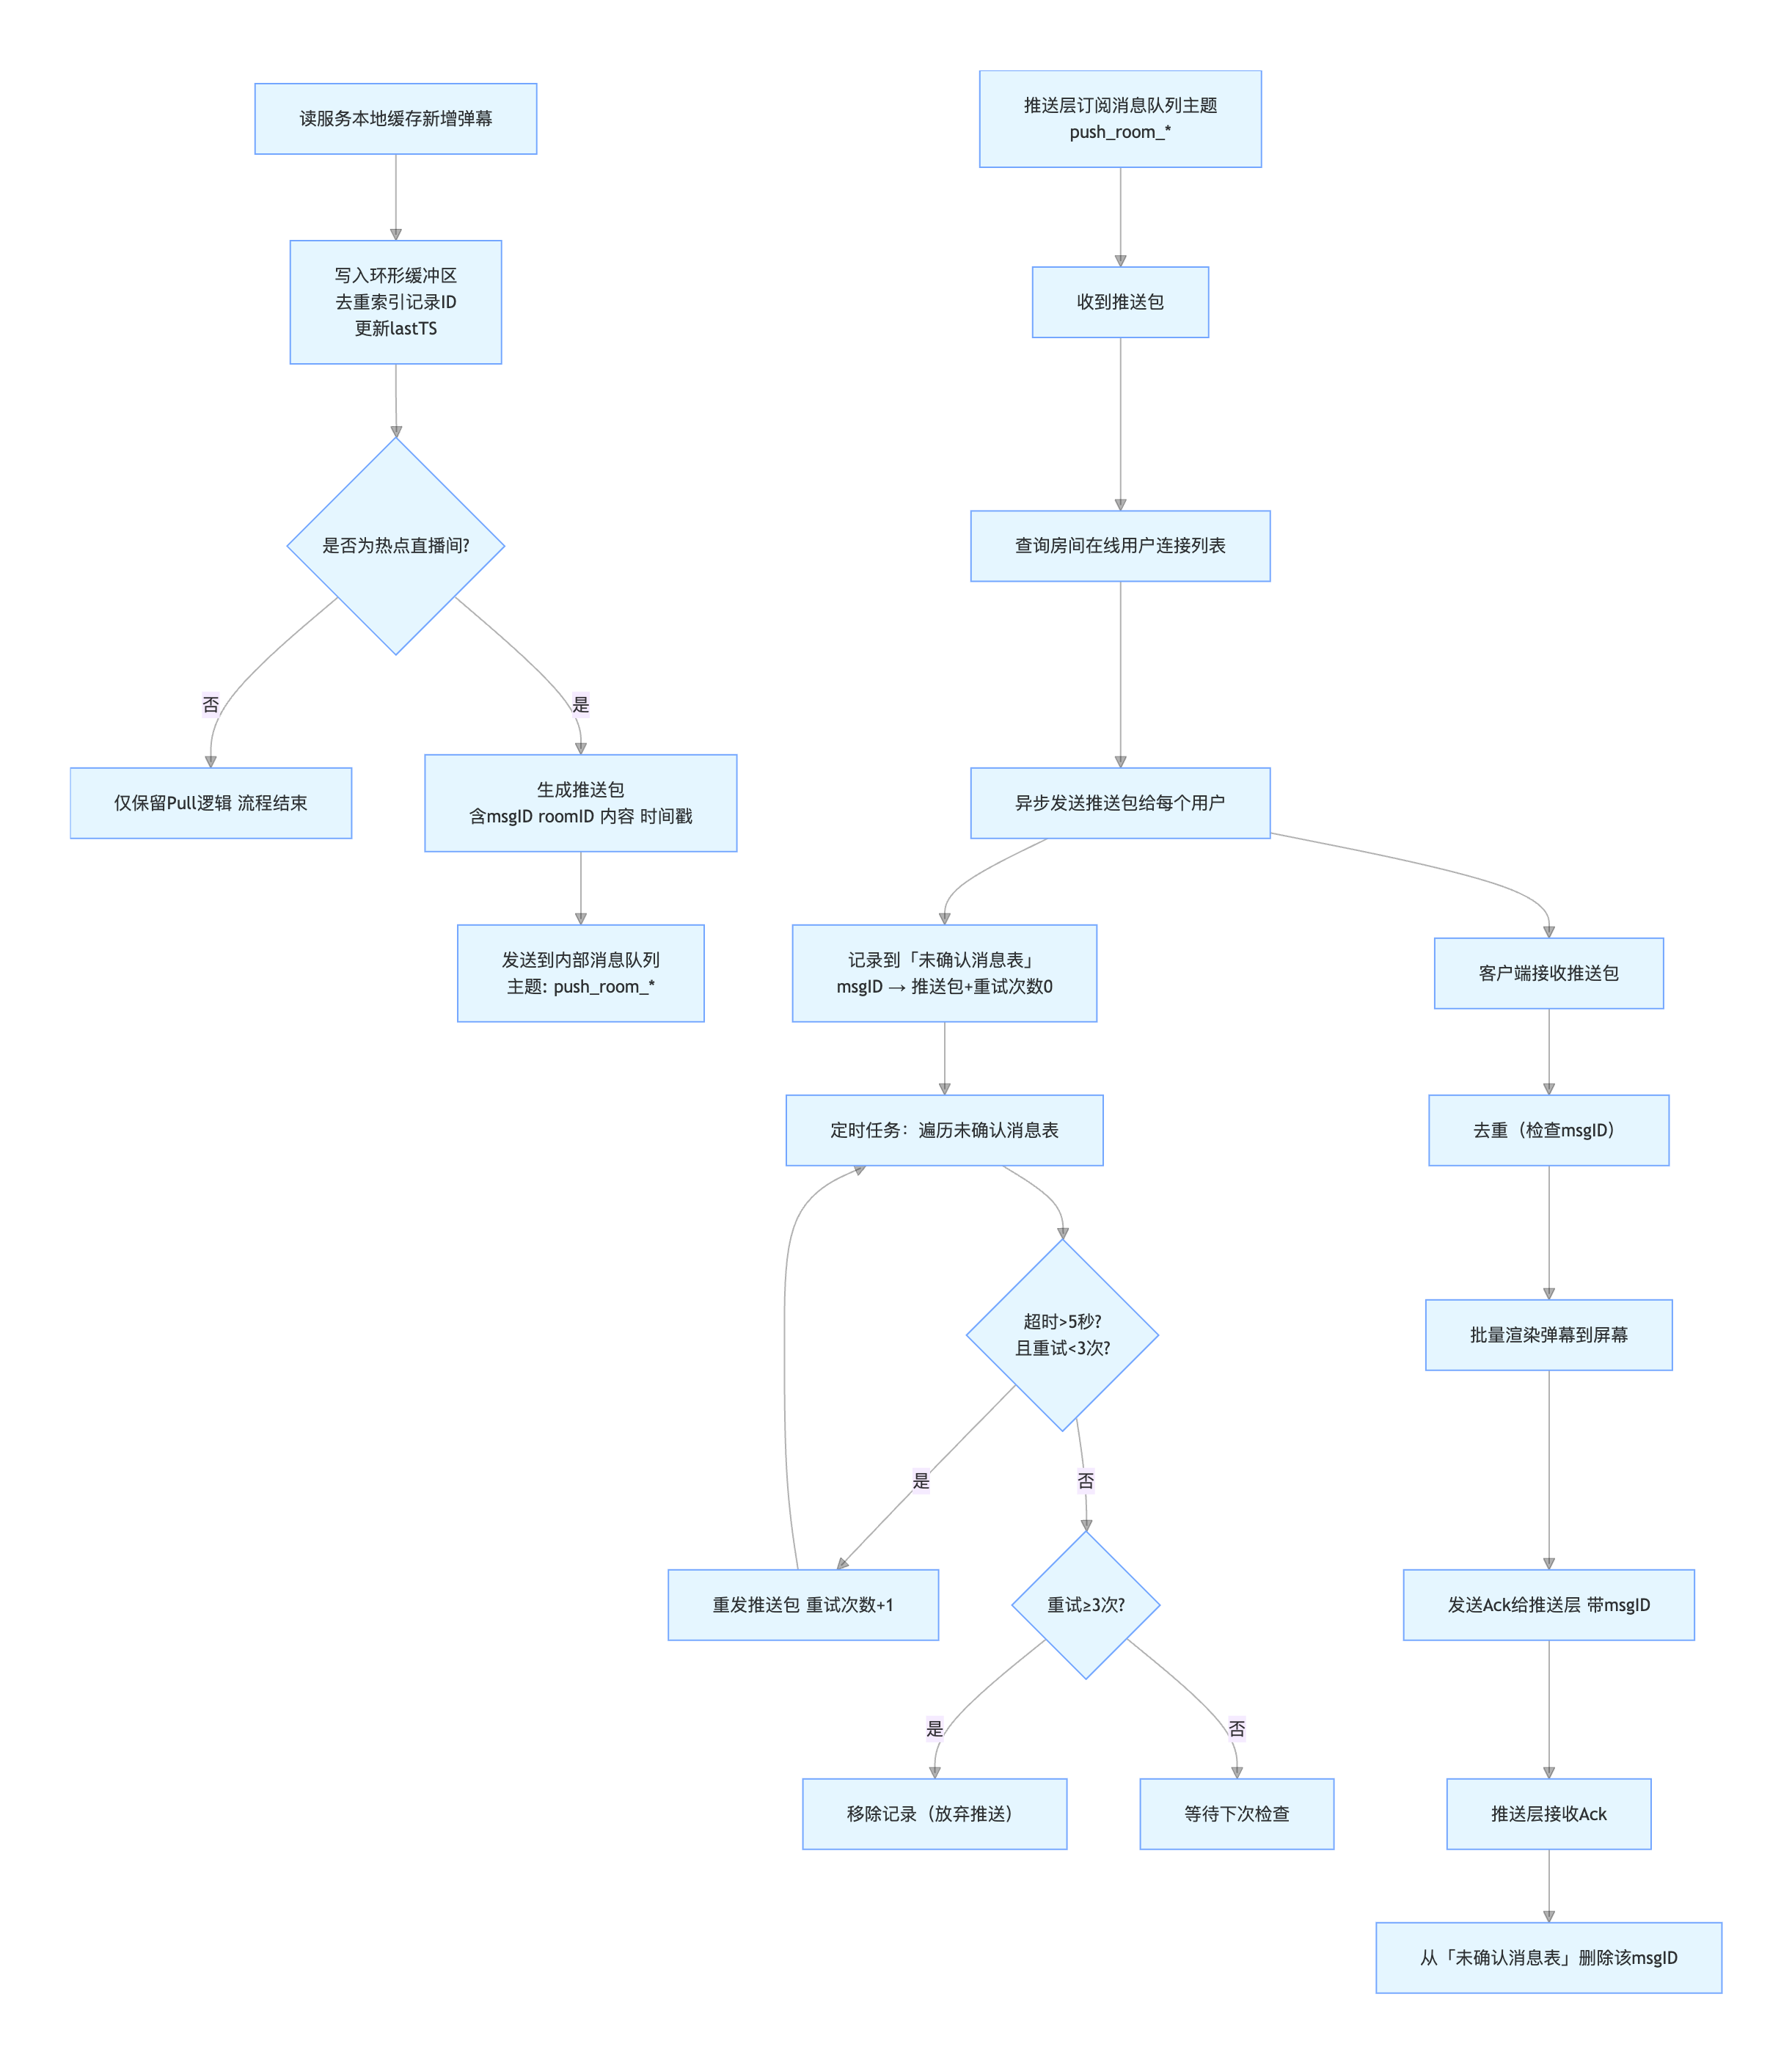 读服务本地缓存新增弹幕
写入环形缓冲区
去重索引记录ID
更新lastTS
是否为热点直播间?
否
是
仅保留Pull逻辑 流程结束
生成推送包
含msgID roomID 内容 时间戳
发送到内部消息队列
主题: push_room_*
推送层订阅消息队列主题
push_room_*
收到推送包
查询房间在线用户连接列表
异步发送推送包给每个用户
记录到「未确认消息表」
msgID → 推送包+重试次数0
定时任务：遍历未确认消息表
超时>5秒?
且重试<3次?
是
否
重发推送包 重试次数+1
重试≥3次?
是
否
移除记录（放弃推送）
等待下次检查
客户端接收推送包
去重（检查msgID）
批量渲染弹幕到屏幕
发送Ack给推送层 带msgID
推送层接收Ack
从「未确认消息表」删除该msgID